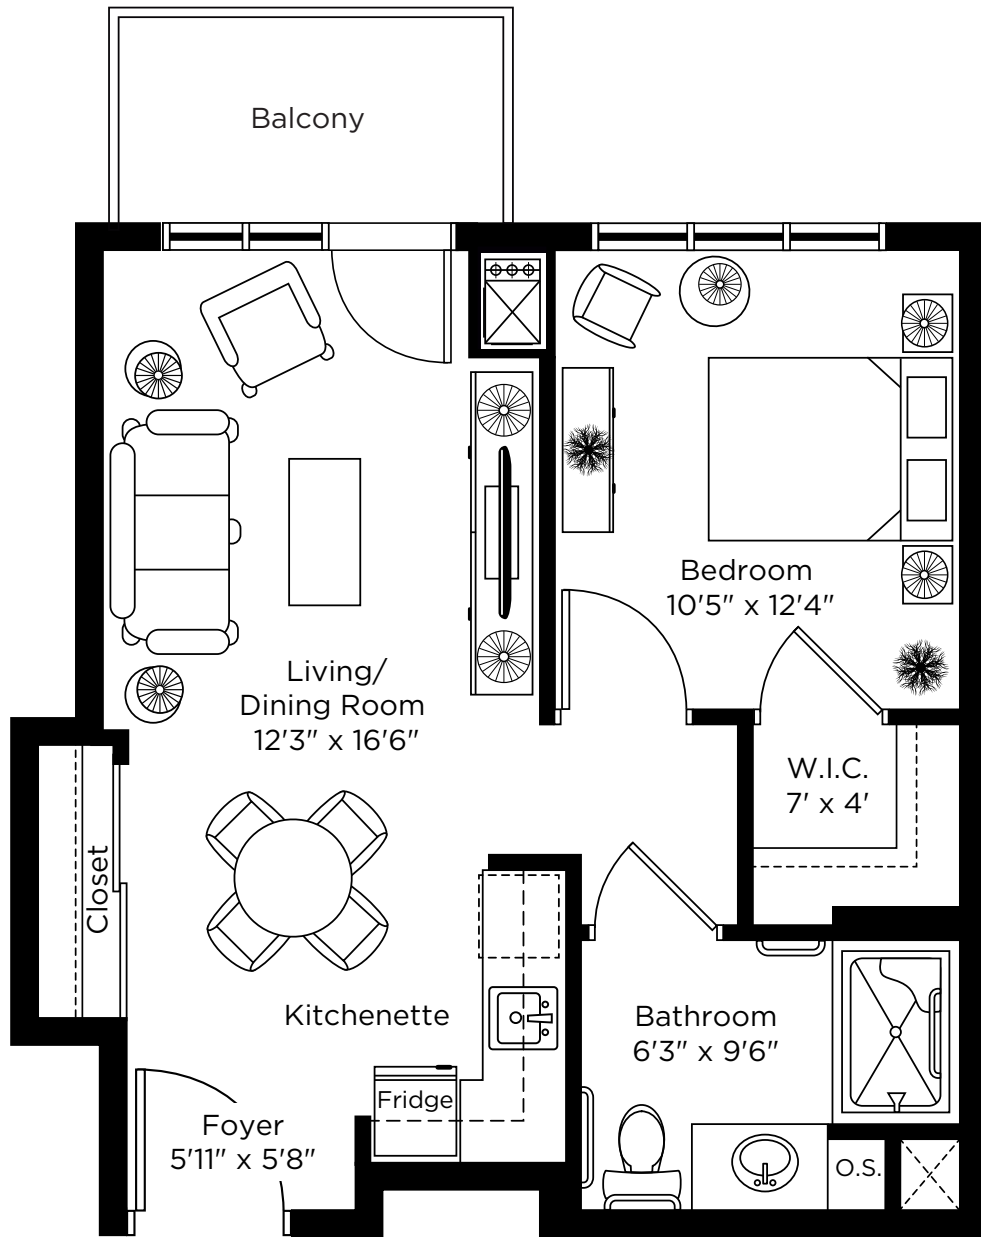 Balcony
Bedroom
10'5" x 12'4"
Living/
Dining Room
12'3" x 16'6"
W.I.C.
7' x 4'
Closet
Kitchenette
Bathroom
6'3" x 9'6"
Fridge
Foyer
5'11" x 5'8"
O.S.